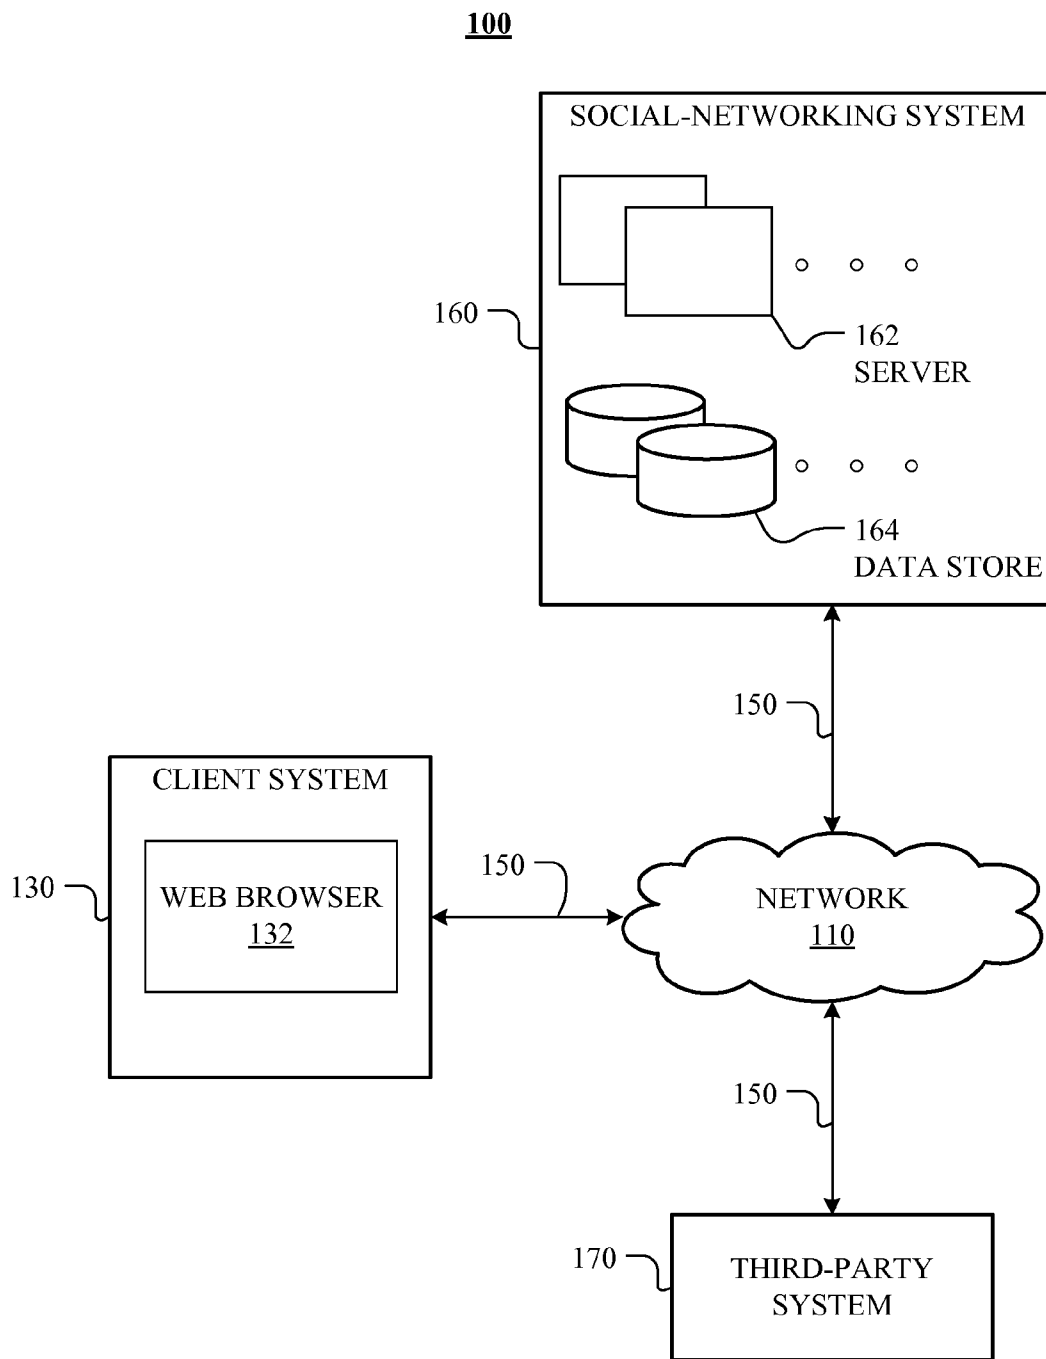 100
SOCIAL-NETWORKING SYSTEM
160
162
SERVER
164
DATA STORE
150
CLIENT SYSTEM
130
WEB BROWSER
132
150
NETWORK
110
150
170
THIRD-PARTY
SYSTEM